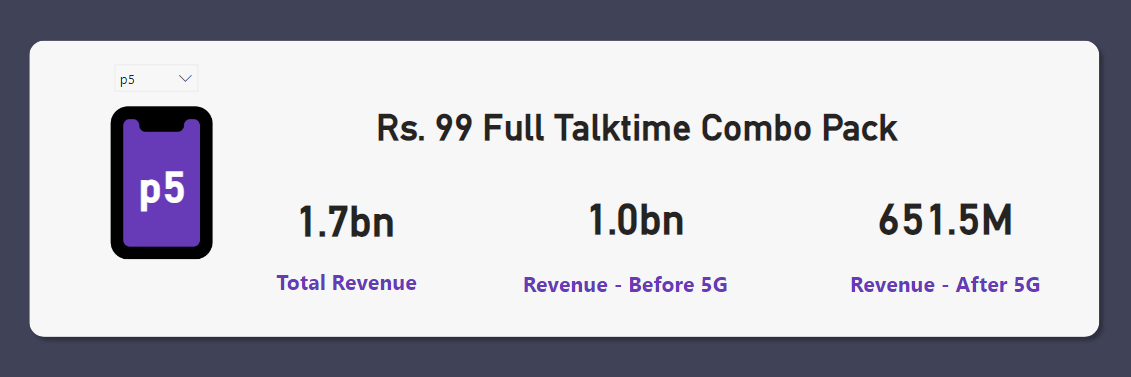 p5
p5
Rs. 99 Full Talktime Combo Pack
1.7bn
Total Revenue
1.0bn
Revenue - Before 5G
651.5M
Revenue - After 5G